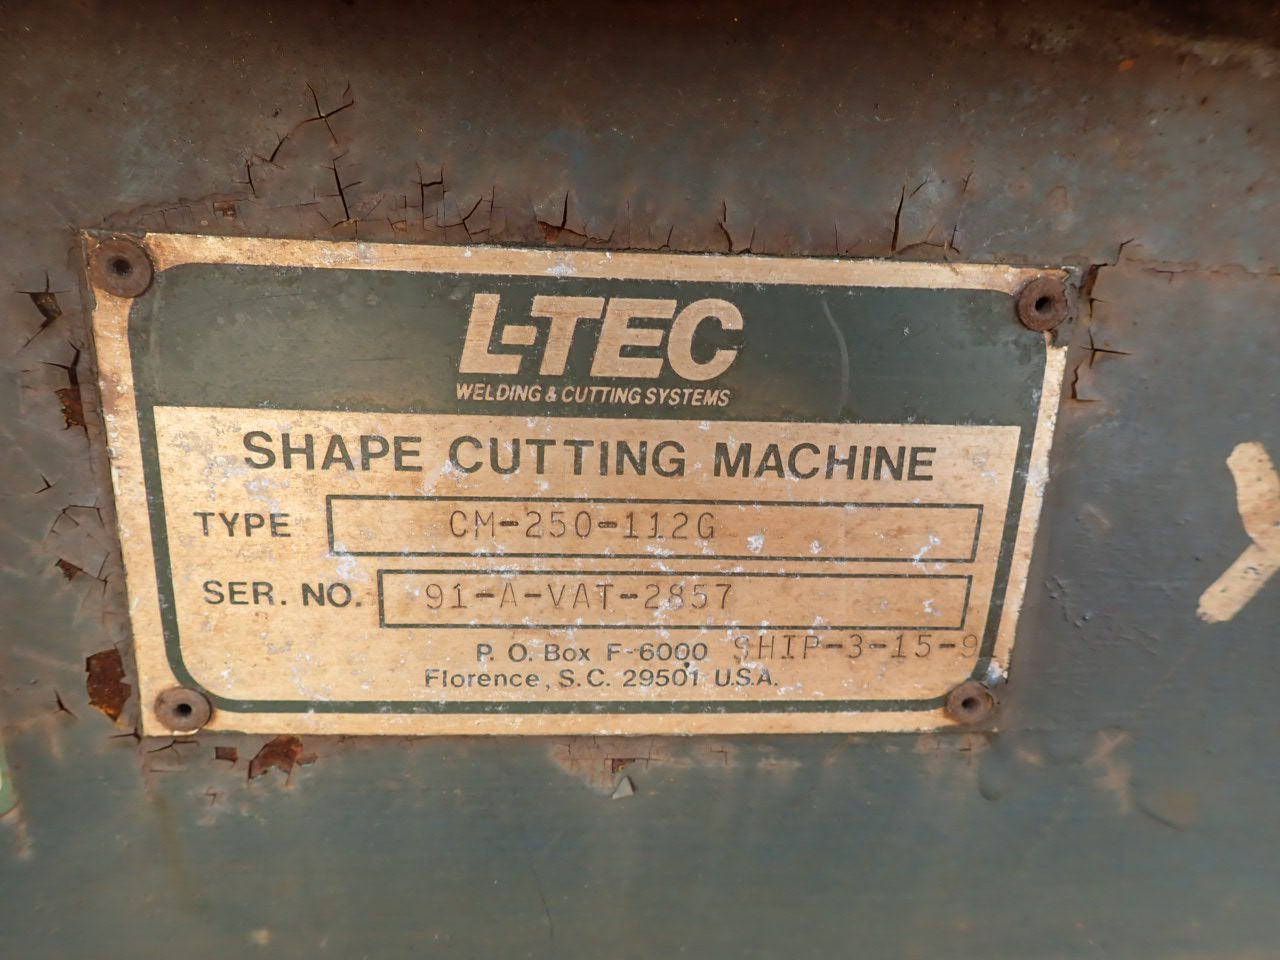 L-TEC
WELDING & CUTTING SYSTEMS
SHAPE CUTTING MACHINE
TYPE CM-250-112G
SER. NO. 91-A-VAT-2857
P. O. Box F-6000 SHIP-3-15-9
Florence, S.C. 29501 U.S.A.